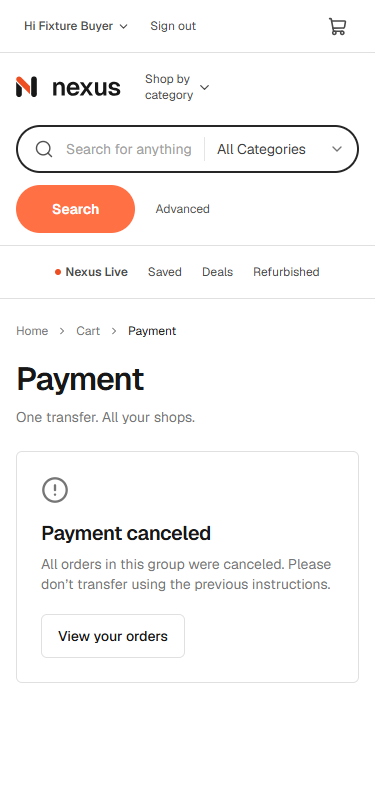 Hi Fixture Buyer
Sign out
nexus
Shop by
category
Search for anything
All Categories
Search
Advanced
Nexus Live
Saved
Deals
Refurbished
Home > Cart > Payment
Payment
One transfer. All your shops.
Payment canceled
All orders in this group were canceled. Please
don’t transfer using the previous instructions.
View your orders